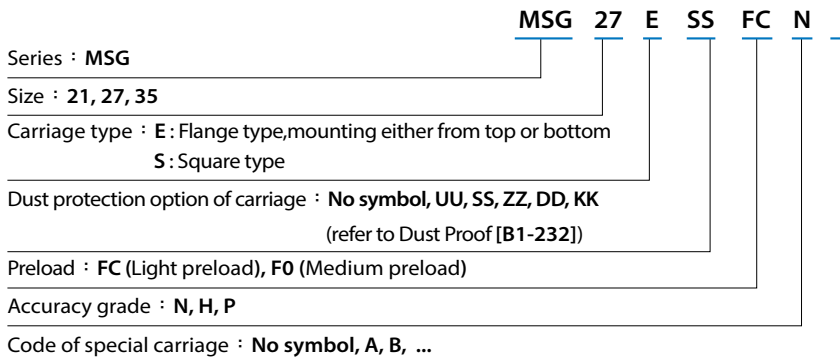 MSG 27 E SS FC N
Series : MSG
Size : 21, 27, 35
Carriage type : E : Flange type,mounting either from top or bottom
S : Square type
Dust protection option of carriage : No symbol, UU, SS, ZZ, DD, KK
(refer to Dust Proof [B1-232])
Preload : FC (Light preload), F0 (Medium preload)
Accuracy grade : N, H, P
Code of special carriage : No symbol, A, B, ...